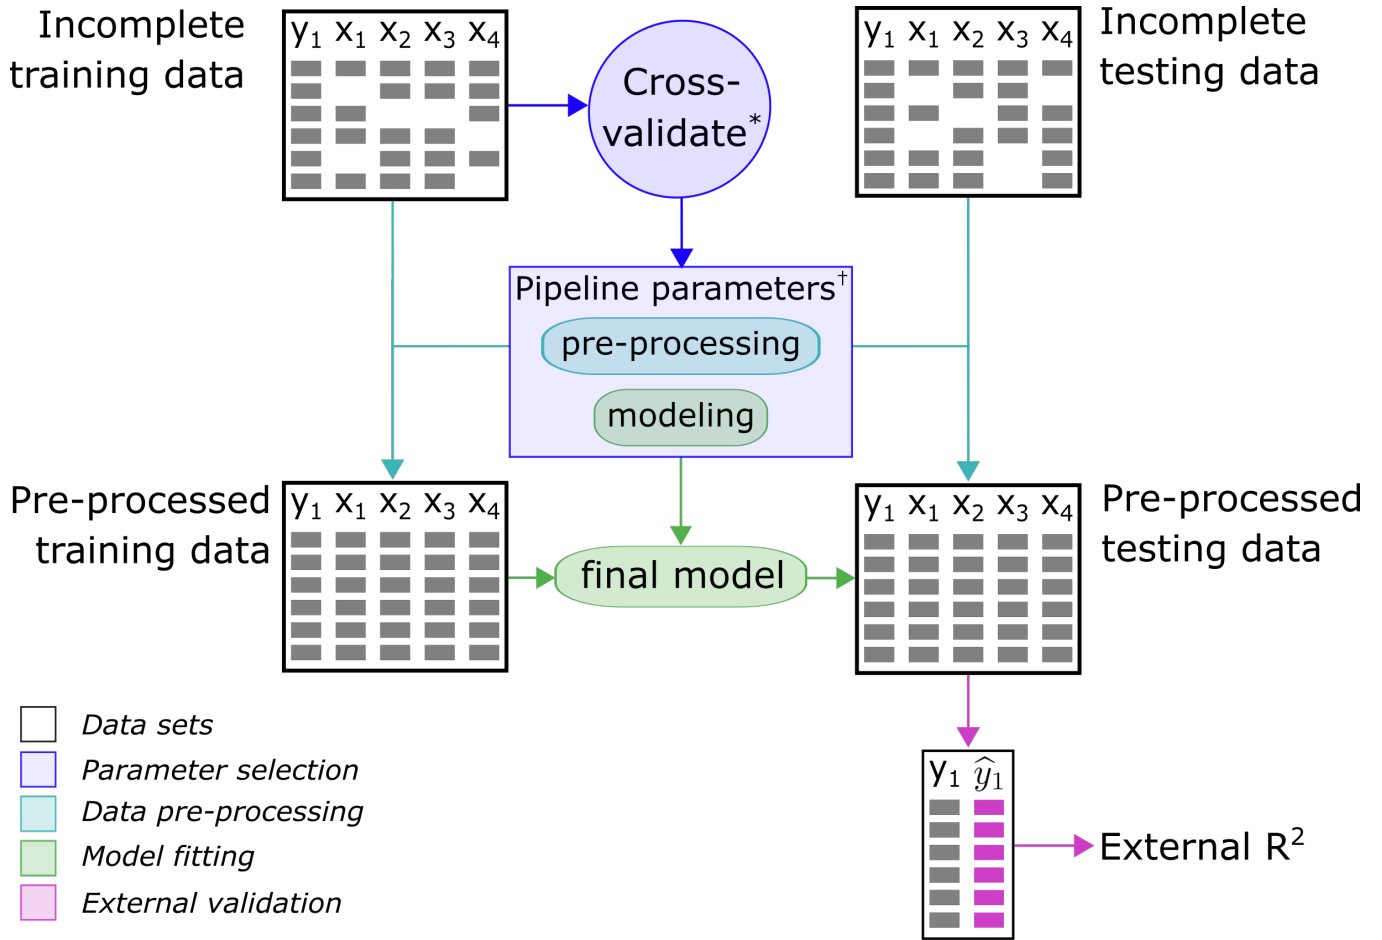 Incomplete
training data
y₁ x₁ x₂ x₃ x₄
Cross-
validate*
y₁ x₁ x₂ x₃ x₄
Incomplete
testing data
Pipeline parameters†
pre-processing
modeling
Pre-processed
training data
y₁ x₁ x₂ x₃ x₄
final model
y₁ x₁ x₂ x₃ x₄
Pre-processed
testing data
Data sets
Parameter selection
Data pre-processing
Model fitting
External validation
y₁ ŷ₁
External R²